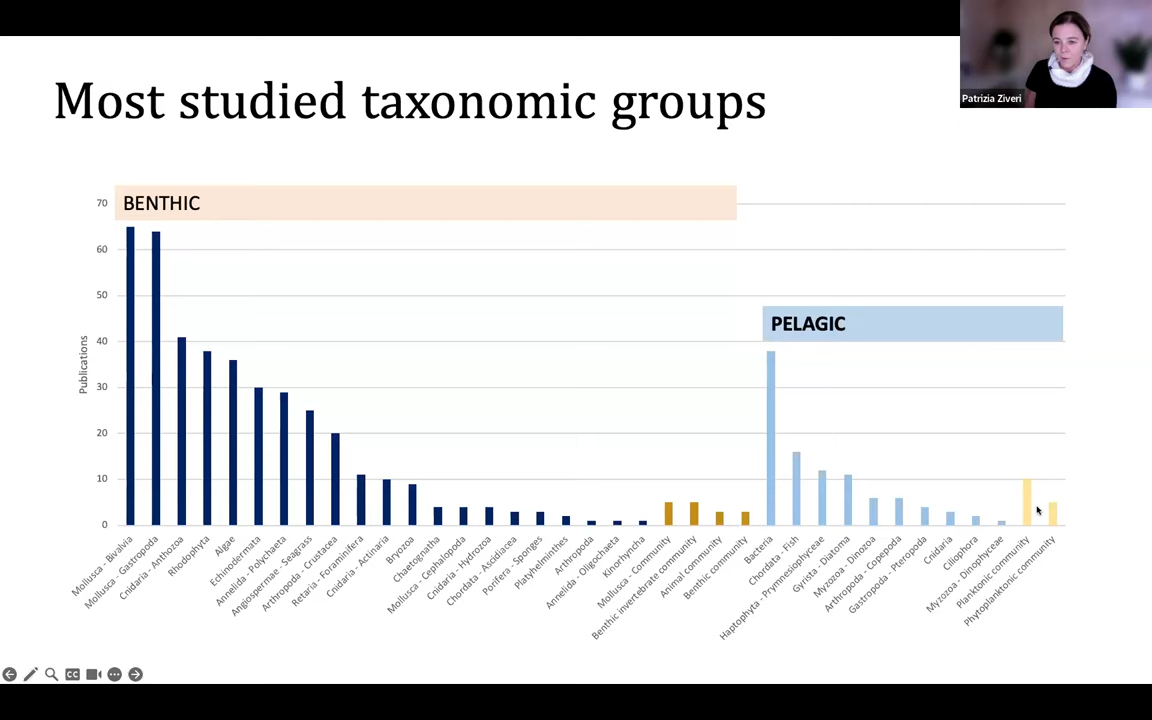 Patrizia Ziveri
Most studied taxonomic groups
BENTHIC
PELAGIC
Publications
70
60
50
40
30
20
10
0
Mollusca - Bivalvia
Mollusca - Gastropoda
Cnidaria - Anthozoa
Rhodophyta
Algae
Echinodermata
Annelida - Polychaeta
Angiospermae - Seagrass
Arthropoda - Crustacea
Retaria - Foraminifera
Cnidaria - Actinaria
Bryozoa
Chaetognatha
Mollusca - Cephalopoda
Cnidaria - Hydrozoa
Chordata - Ascidiacea
Porifera - Sponges
Platyhelminthes
Arthropoda
Annelida - Oligochaeta
Kinorhyncha
Mollusca - Community
Benthic invertebrate community
Animal community
Benthic community
Bacteria
Chordata - Fish
Haptophyta - Prymnesiophyceae
Gyrista - Diatoma
Myzozoa - Dinozoa
Arthropoda - Copepoda
Gastropoda - Pteropoda
Cnidaria
Ciliophora
Myzozoa - Dinophyceae
Planktonic community
Phytoplanktonic community
CC